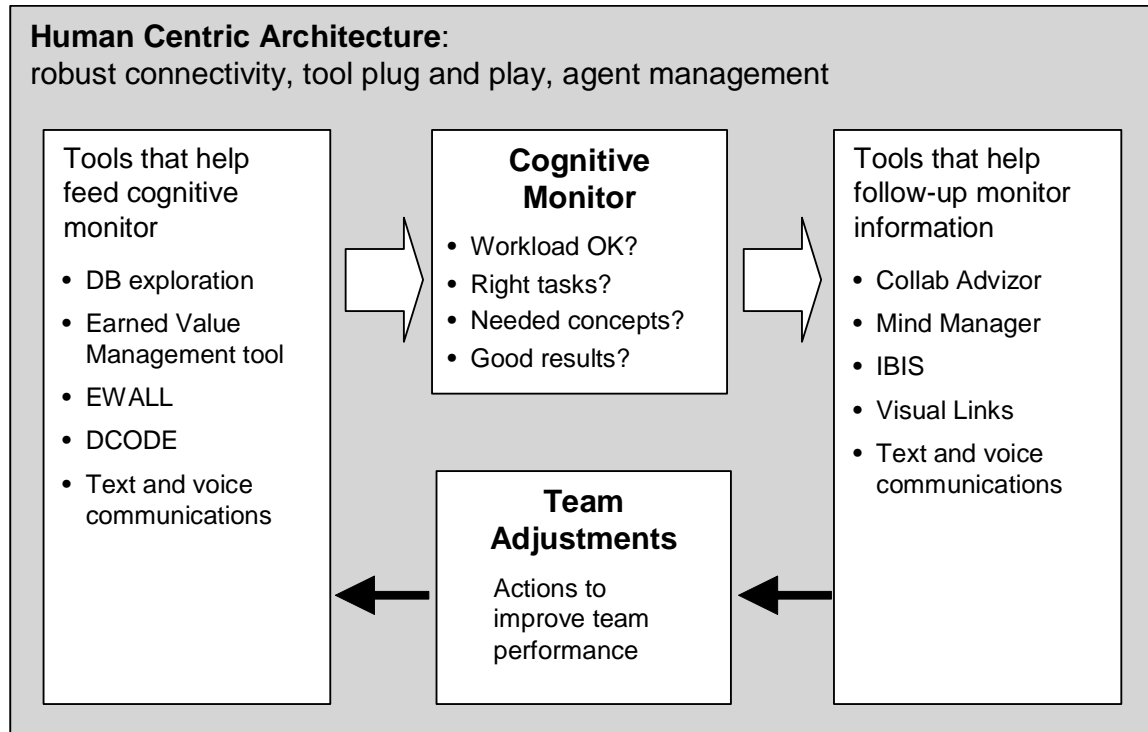 Human Centric Architecture:
robust connectivity, tool plug and play, agent management
Tools that help
feed cognitive
monitor
• DB exploration
• Earned Value
Management tool
• EWALL
• DCODE
• Text and voice
communications
Cognitive
Monitor
• Workload OK?
• Right tasks?
• Needed concepts?
• Good results?
Tools that help
follow-up monitor
information
• Collab Advizor
• Mind Manager
• IBIS
• Visual Links
• Text and voice
communications
Team
Adjustments
Actions to
improve team
performance